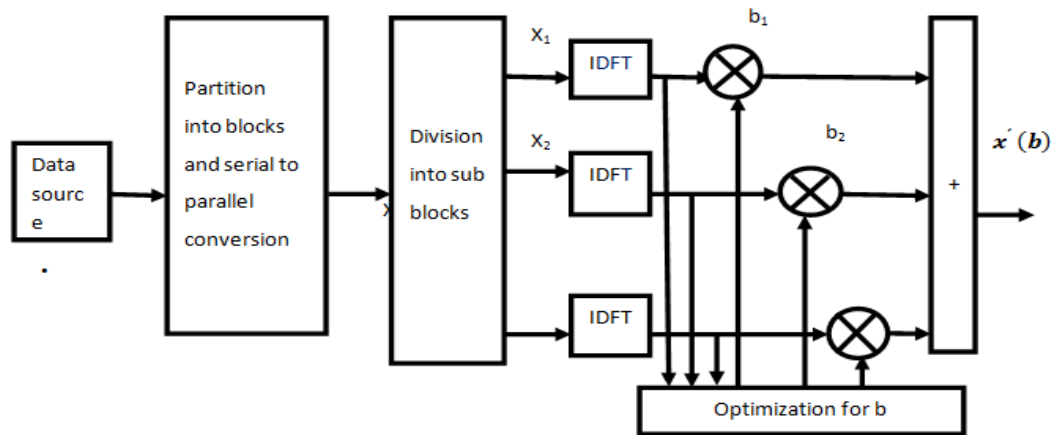 Data
sourc
e
.
Partition
into blocks
and serial to
parallel
conversion
X
Division
into sub
blocks
X₁
IDFT
b₁
X₂
IDFT
b₂
IDFT
+
x´(b)
Optimization for b